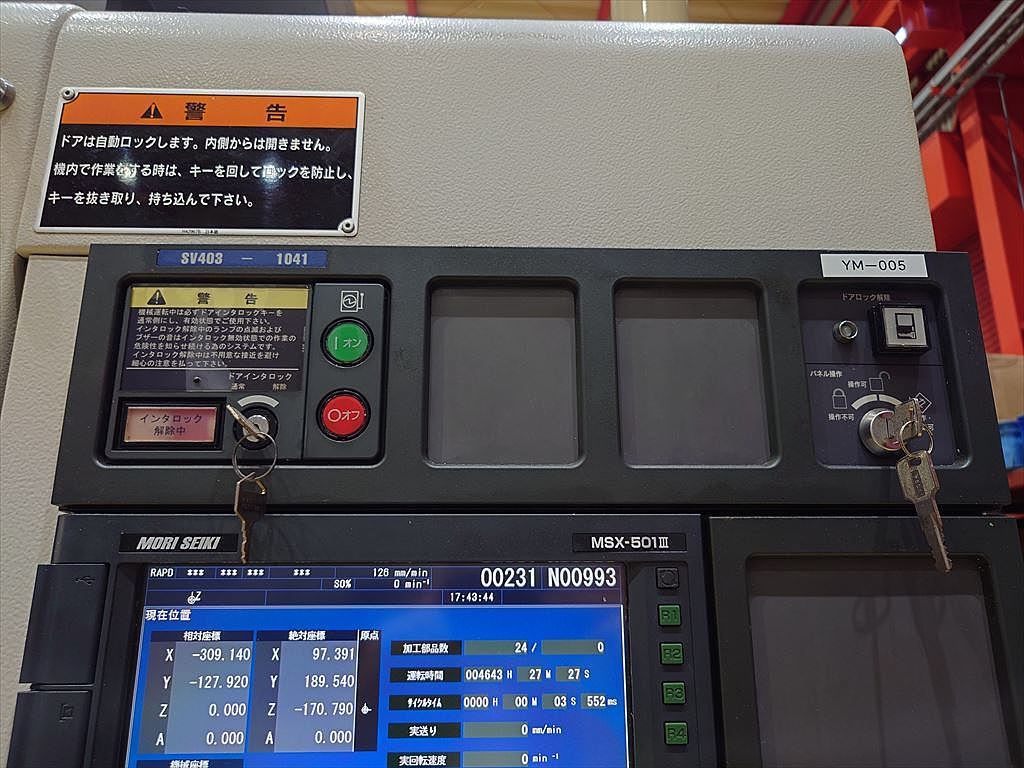 警 告
ドアは自動ロックします。内側からは開きません。
機内で作業をする時は、キーを回してロックを防止し、
キーを抜き取り、持ち込んで下さい。
SV403 － 1041
YM－005
警 告
機械運転中は必ずドアインタロックキーを
通常側にし、有効状態でご使用下さい。
インタロック解除中のランプの点滅および
ブザーの音はインタロック無効状態での作業の
危険性を知らせ続ける為のシステムです。
インタロック解除中は不用意な接近を避け
細心の注意を払って下さい。
ドアインタロック
通常 解除
インタロック
解除中
オン
オフ
ドアロック解除
パネル操作
操作可
操作不可
MORI SEIKI
MSX-501III
RAPD *** *** *** *** 126 mm/min
S0% 0 min-1
00231 N00993
Z
17:43:44
現在位置
相対座標 絶対座標 原点
X -309.140 X 97.391
Y -127.920 Y 189.540
Z 0.000 Z -170.790
A 0.000 A 0.000
機械座標
加工部品数 24 / 0
運転時間 004643 H 27 M 27 S
サイクルタイム 0000 H 00 M 03 S 552 ms
実送り 0 mm/min
実回転速度 0 min-1
R1
R2
R3
R4